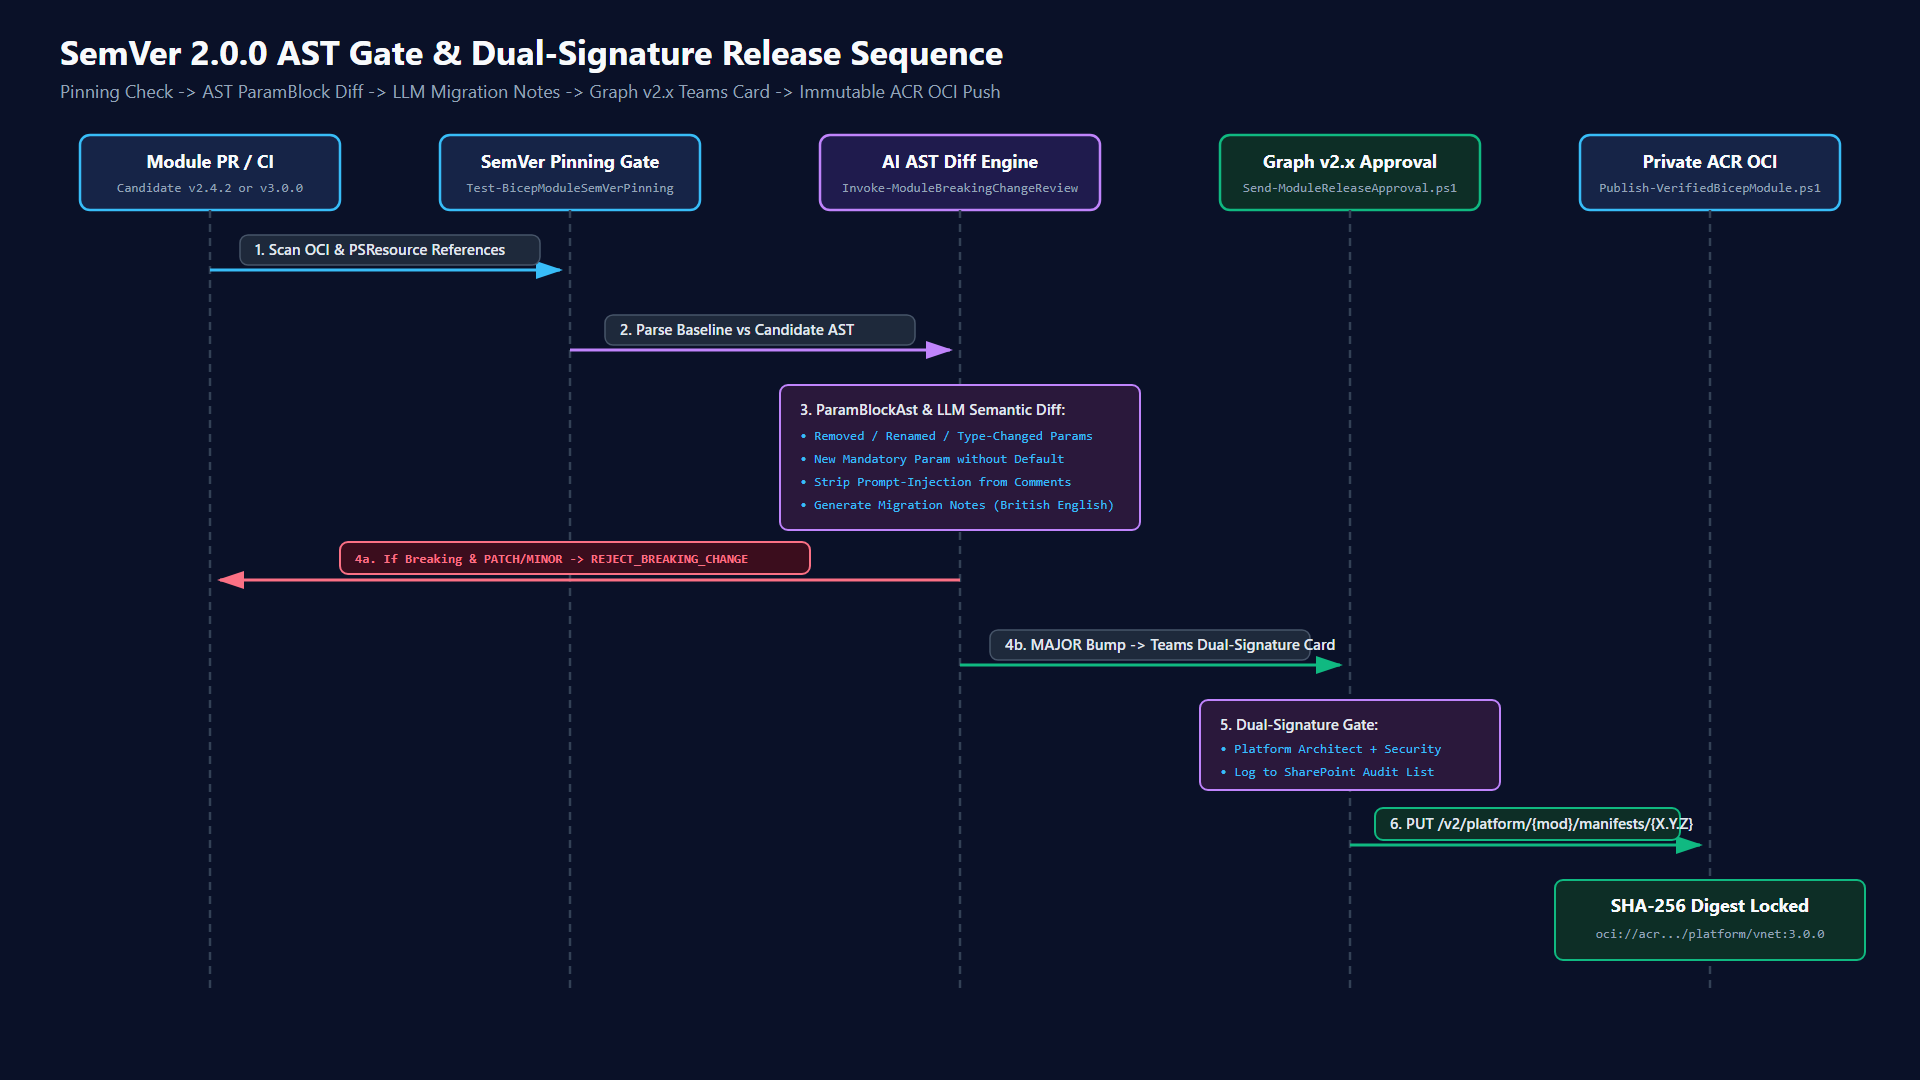 SemVer 2.0.0 AST Gate & Dual-Signature Release Sequence
Pinning Check -> AST ParamBlock Diff -> LLM Migration Notes -> Graph v2.x Teams Card -> Immutable ACR OCI Push
Module PR / CI
Candidate v2.4.2 or v3.0.0
SemVer Pinning Gate
Test-BicepModuleSemVerPinning
AI AST Diff Engine
Invoke-ModuleBreakingChangeReview
Graph v2.x Approval
Send-ModuleReleaseApproval.ps1
Private ACR OCI
Publish-VerifiedBicepModule.ps1
1. Scan OCI & PSResource References
2. Parse Baseline vs Candidate AST
3. ParamBlockAst & LLM Semantic Diff:
• Removed / Renamed / Type-Changed Params
• New Mandatory Param without Default
• Strip Prompt-Injection from Comments
• Generate Migration Notes (British English)
4a. If Breaking & PATCH/MINOR -> REJECT_BREAKING_CHANGE
4b. MAJOR Bump -> Teams Dual-Signature Card
5. Dual-Signature Gate:
• Platform Architect + Security
• Log to SharePoint Audit List
6. PUT /v2/platform/{mod}/manifests/{X.Y.Z}
SHA-256 Digest Locked
oci://acr.../platform/vnet:3.0.0